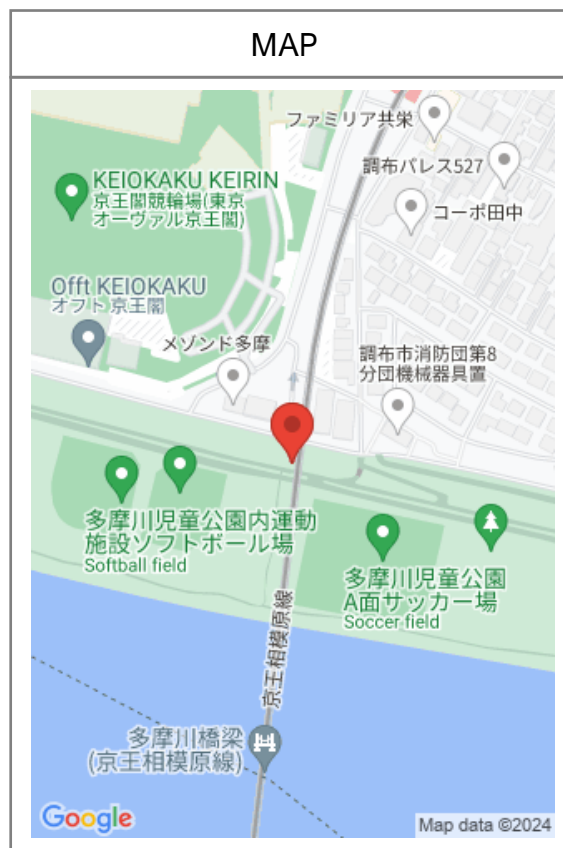 MAP
ファミリア共栄
調布パレス527
KEIOKAKU KEIRIN
京王閣競輪場(東京
オーヴァル京王閣)
コーポ田中
Offt KEIOKAKU
オフト 京王閣
メゾンド多摩
調布市消防団第8
分団機械器具置
多摩川児童公園内運動
施設ソフトボール場
Softball field
多摩川児童公園
A面サッカー場
Soccer field
京王相模原線
多摩川橋梁
(京王相模原線)
Google
Map data ©2024